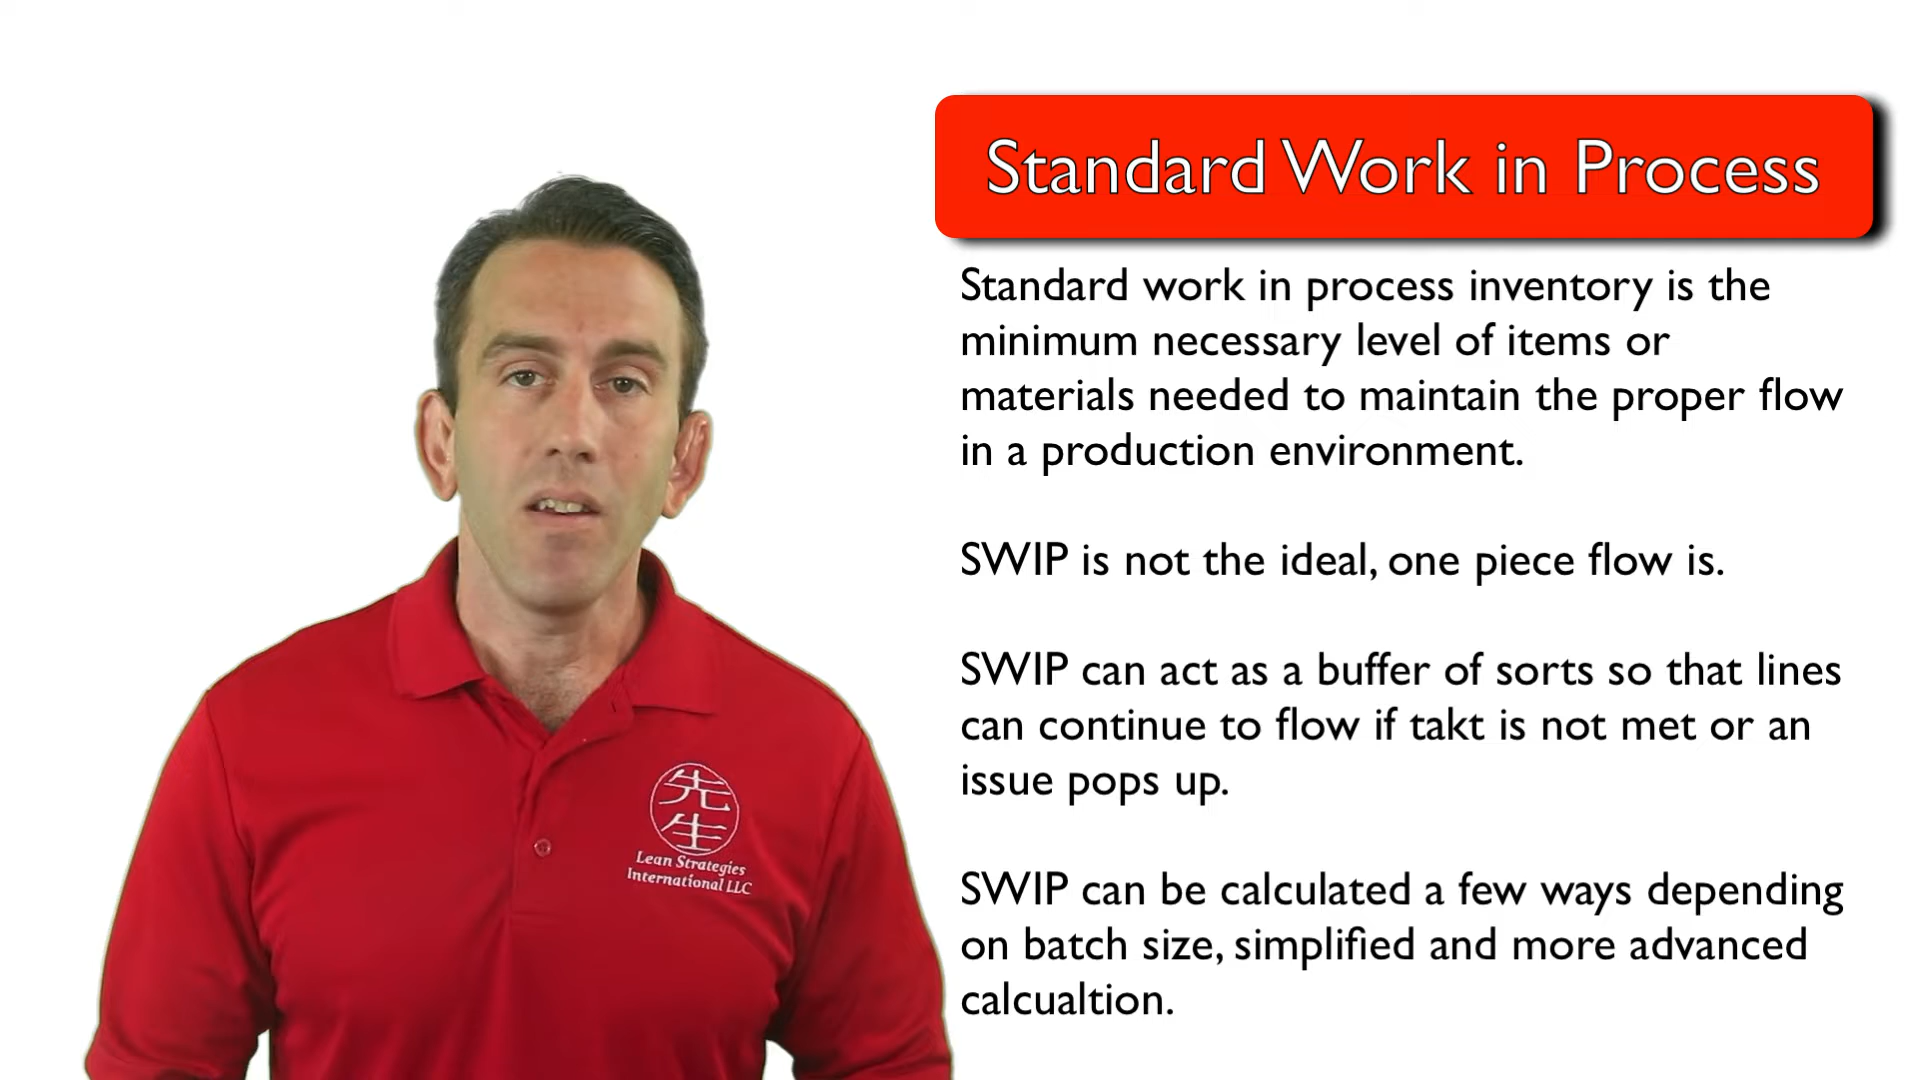 Standard Work in Process
Standard work in process inventory is the
minimum necessary level of items or
materials needed to maintain the proper flow
in a production environment.
SWIP is not the ideal, one piece flow is.
SWIP can act as a buffer of sorts so that lines
can continue to flow if takt is not met or an
issue pops up.
SWIP can be calculated a few ways depending
on batch size, simplified and more advanced
calcualtion.
先
生
Lean Strategies
International LLC